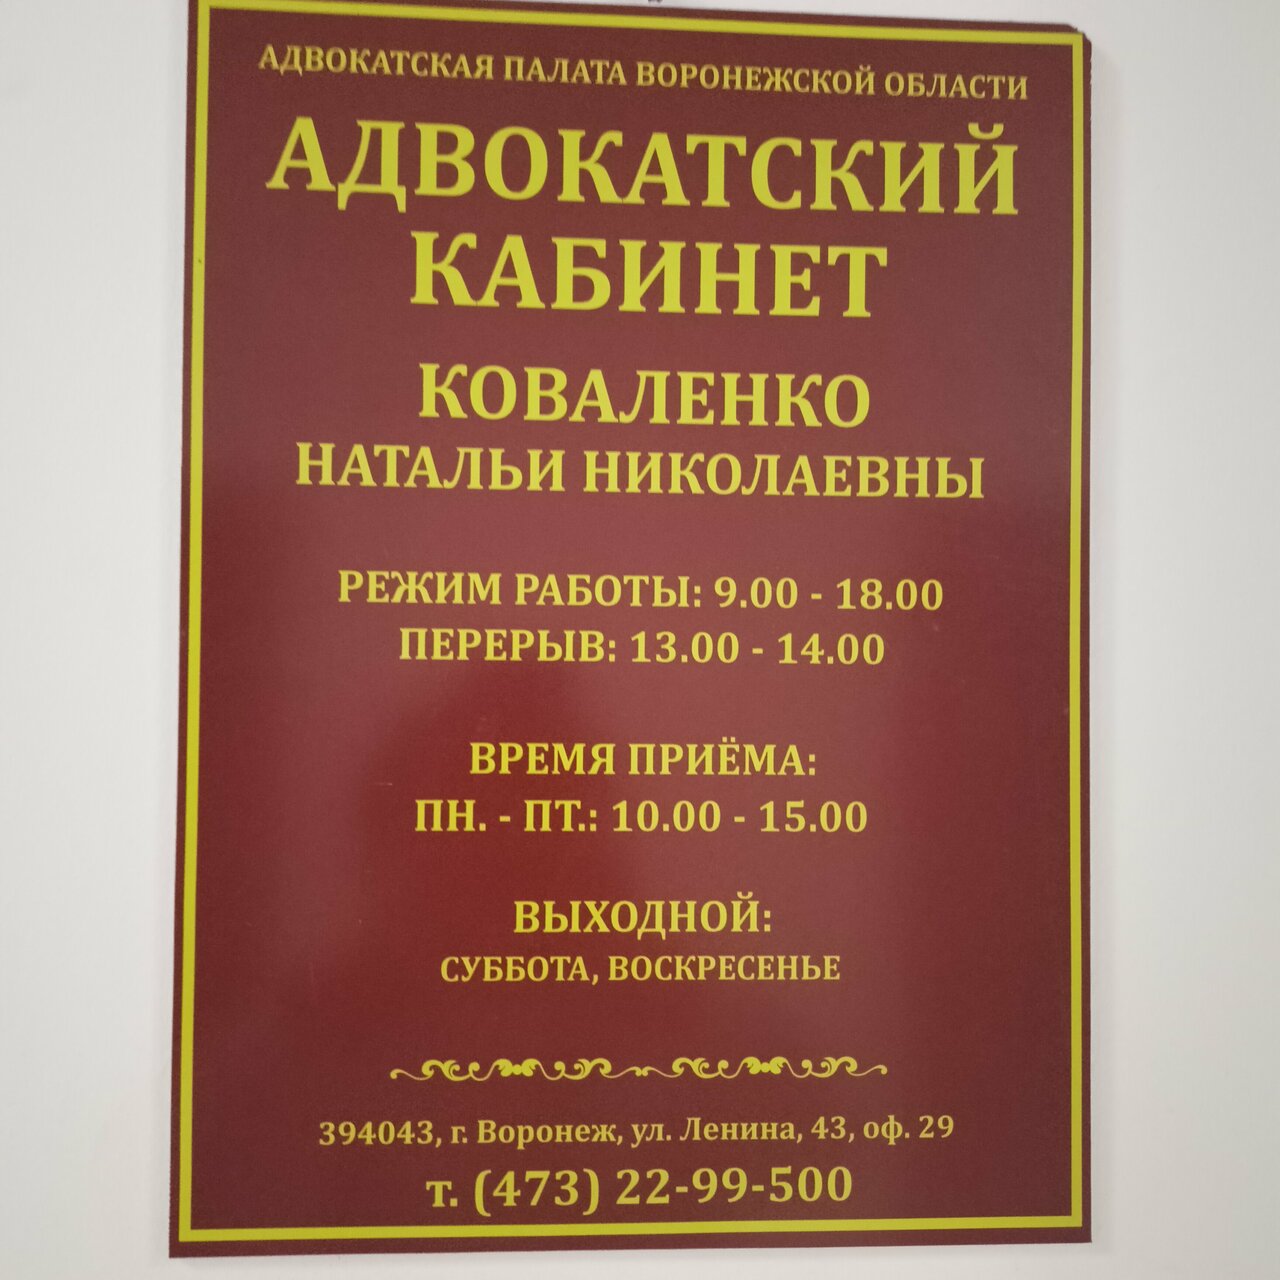 АДВОКАТСКАЯ ПАЛАТА ВОРОНЕЖСКОЙ ОБЛАСТИ
АДВОКАТСКИЙ
КАБИНЕТ
КОВАЛЕНКО
НАТАЛЬИ НИКОЛАЕВНЫ
РЕЖИМ РАБОТЫ: 9.00 - 18.00
ПЕРЕРЫВ: 13.00 - 14.00
ВРЕМЯ ПРИЁМА:
ПН. - ПТ.: 10.00 - 15.00
ВЫХОДНОЙ:
СУББОТА, ВОСКРЕСЕНЬЕ
394043, г. Воронеж, ул. Ленина, 43, оф. 29
т. (473) 22-99-500